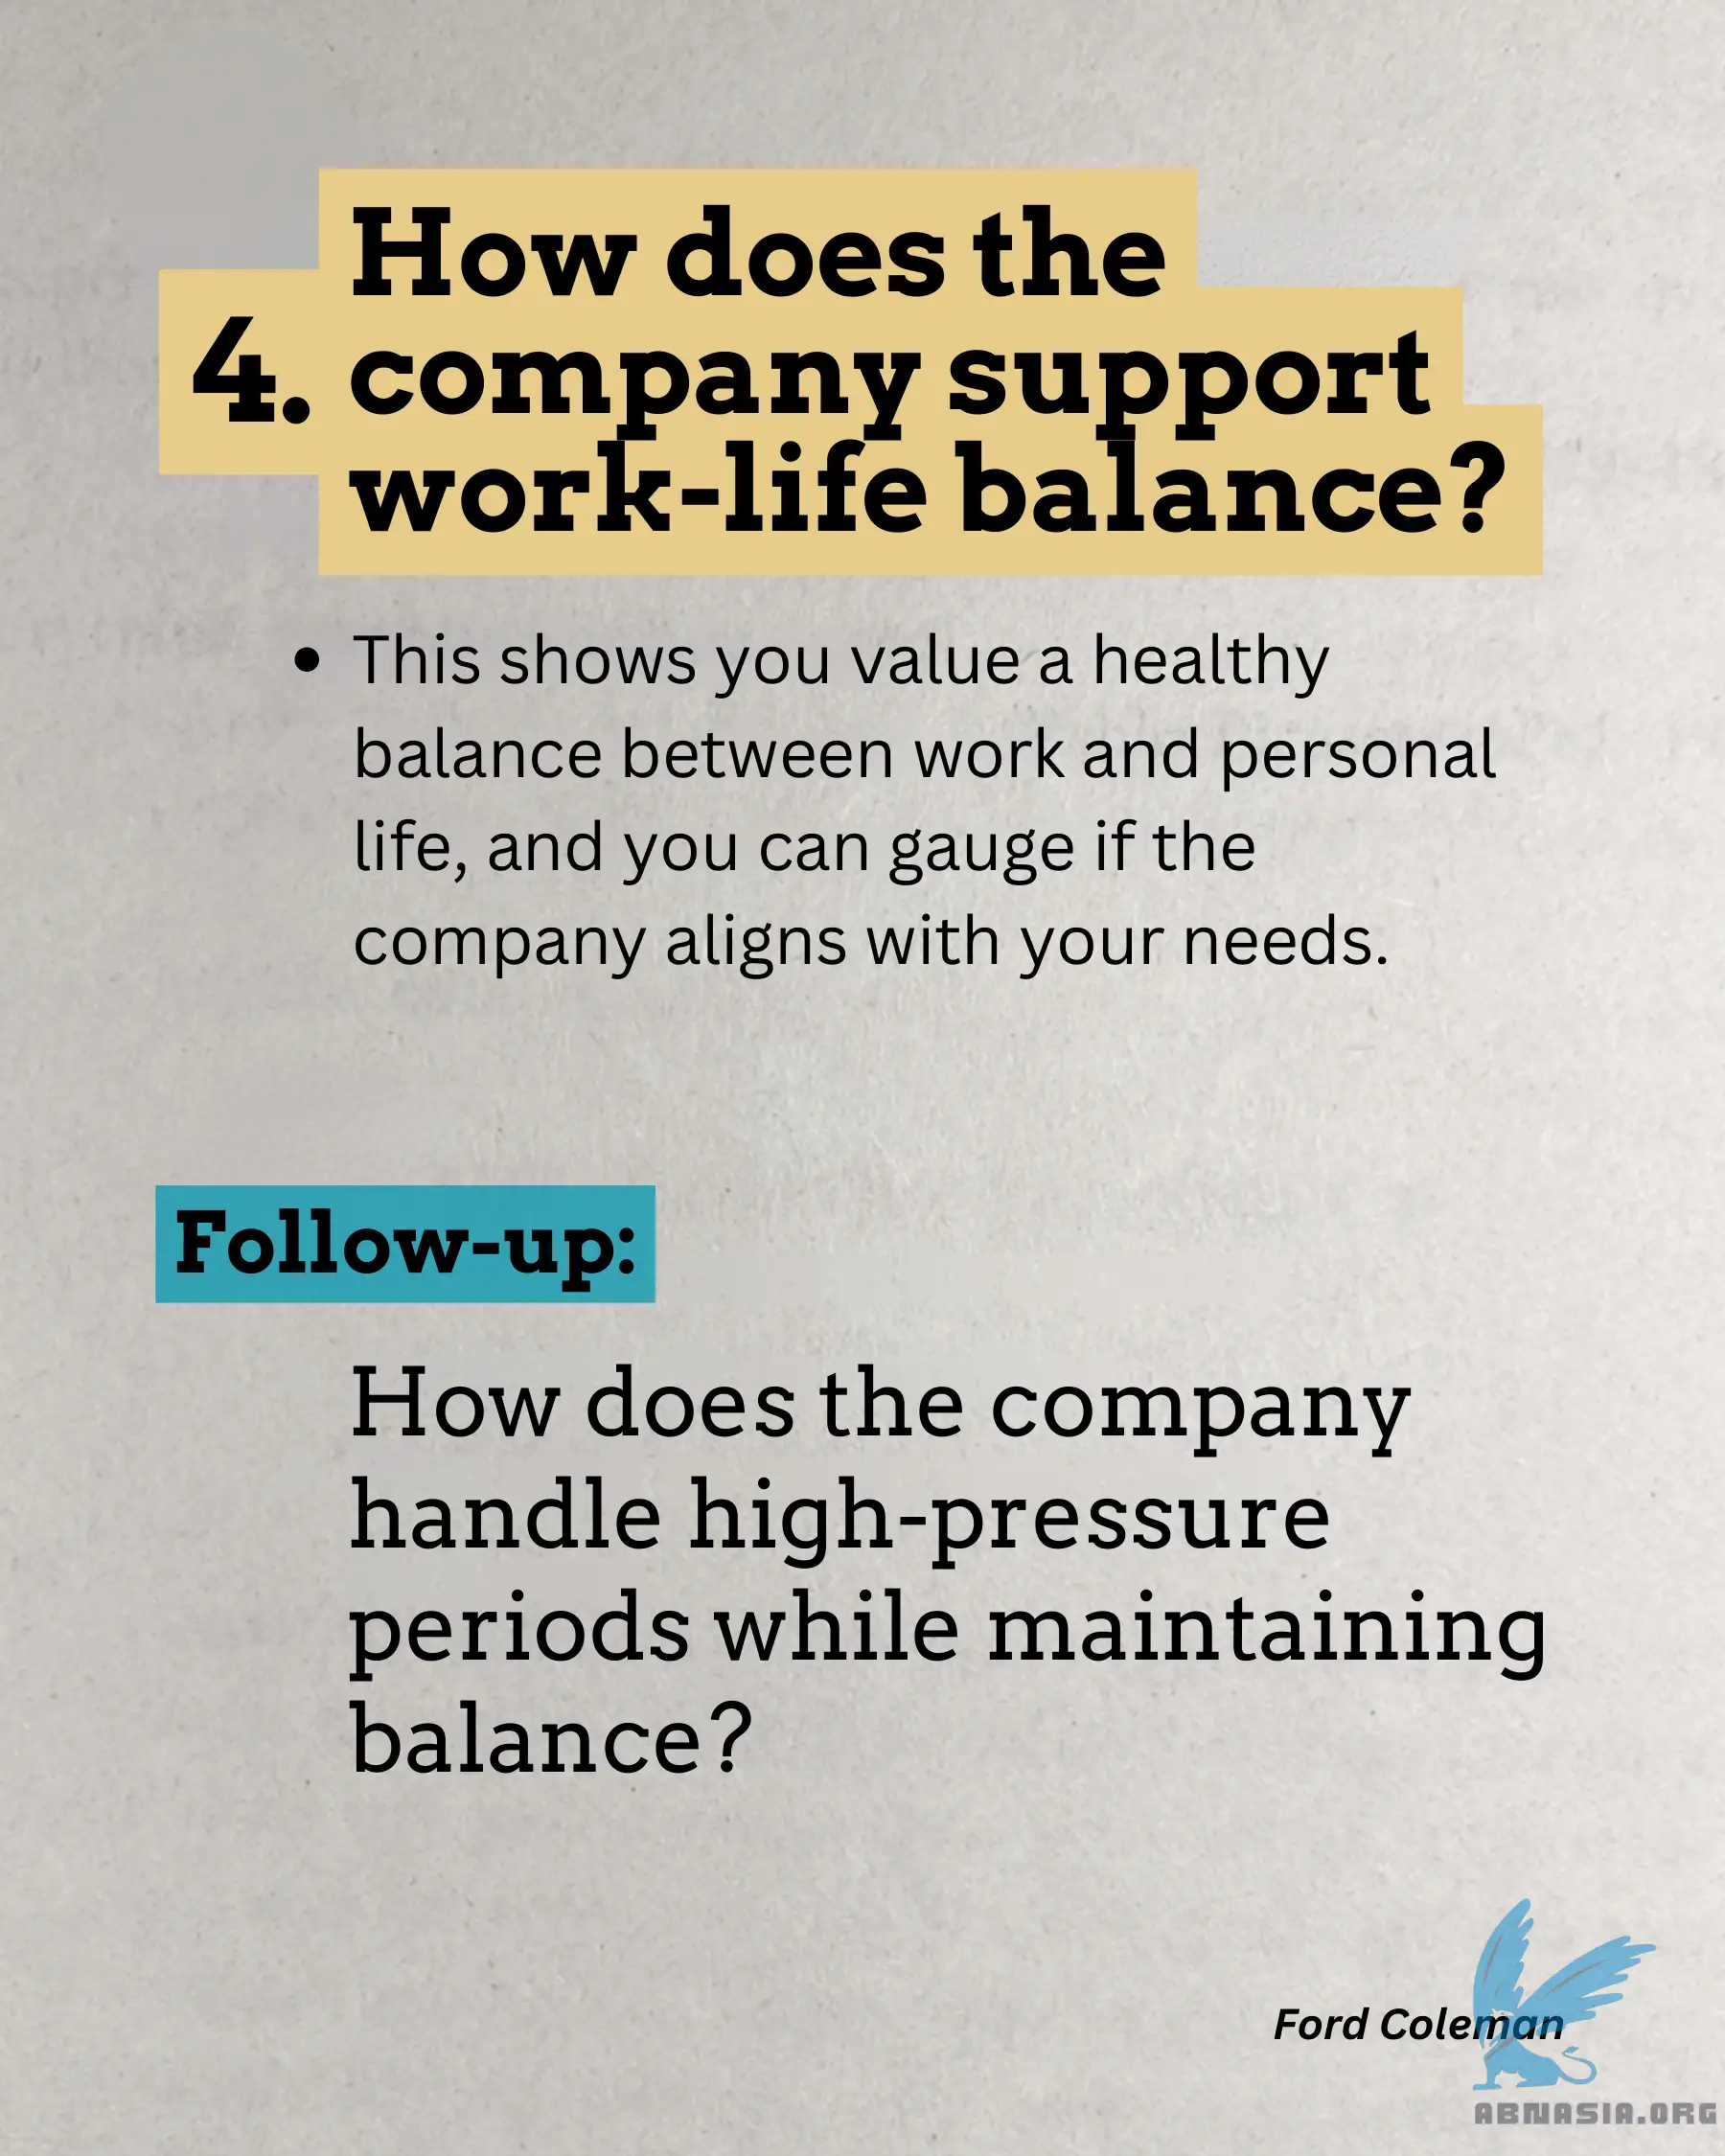 How does the
4. company support
work-life balance?
• This shows you value a healthy
balance between work and personal
life, and you can gauge if the
company aligns with your needs.
Follow-up:
How does the company
handle high-pressure
periods while maintaining
balance?
Ford Coleman
ABNASIA.ORG